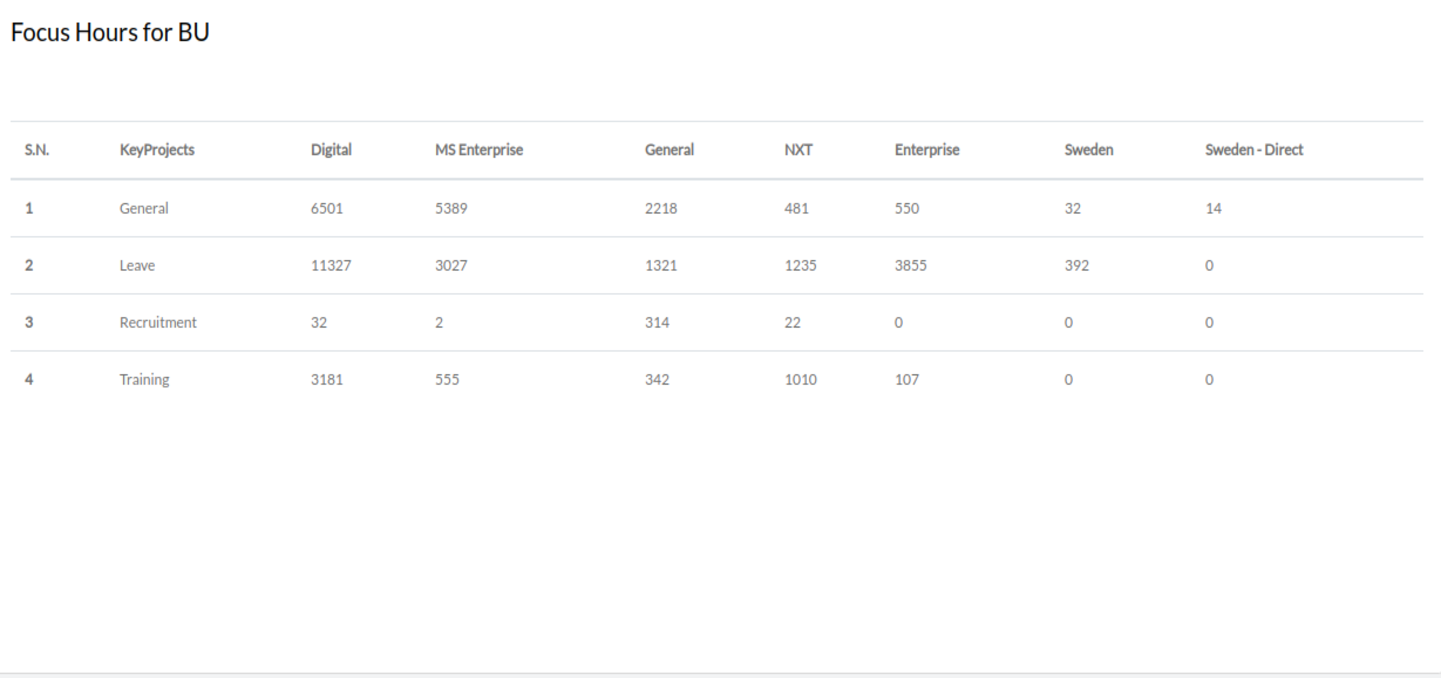 Focus Hours for BU
S.N. KeyProjects Digital MS Enterprise General NXT Enterprise Sweden Sweden - Direct
1 General 6501 5389 2218 481 550 32 14
2 Leave 11327 3027 1321 1235 3855 392 0
3 Recruitment 32 2 314 22 0 0 0
4 Training 3181 555 342 1010 107 0 0